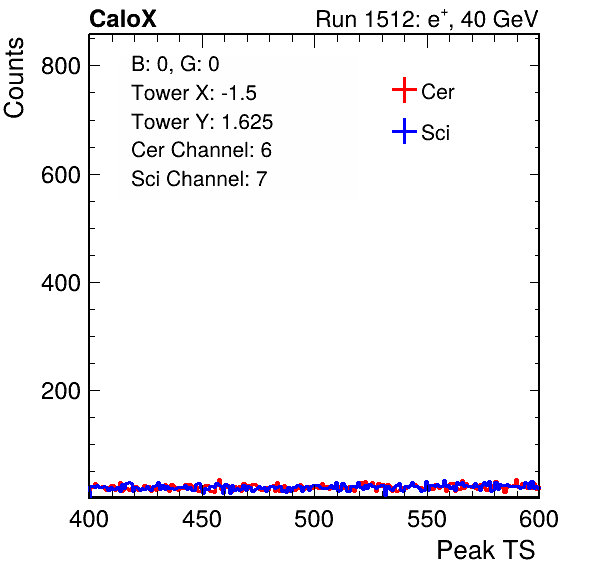 CaloX Run 1512: e⁺, 40 GeV
Counts
B: 0, G: 0
Tower X: -1.5
Tower Y: 1.625
Cer Channel: 6
Sci Channel: 7
Cer
Sci
800
600
400
200
400 450 500 550 600
Peak TS